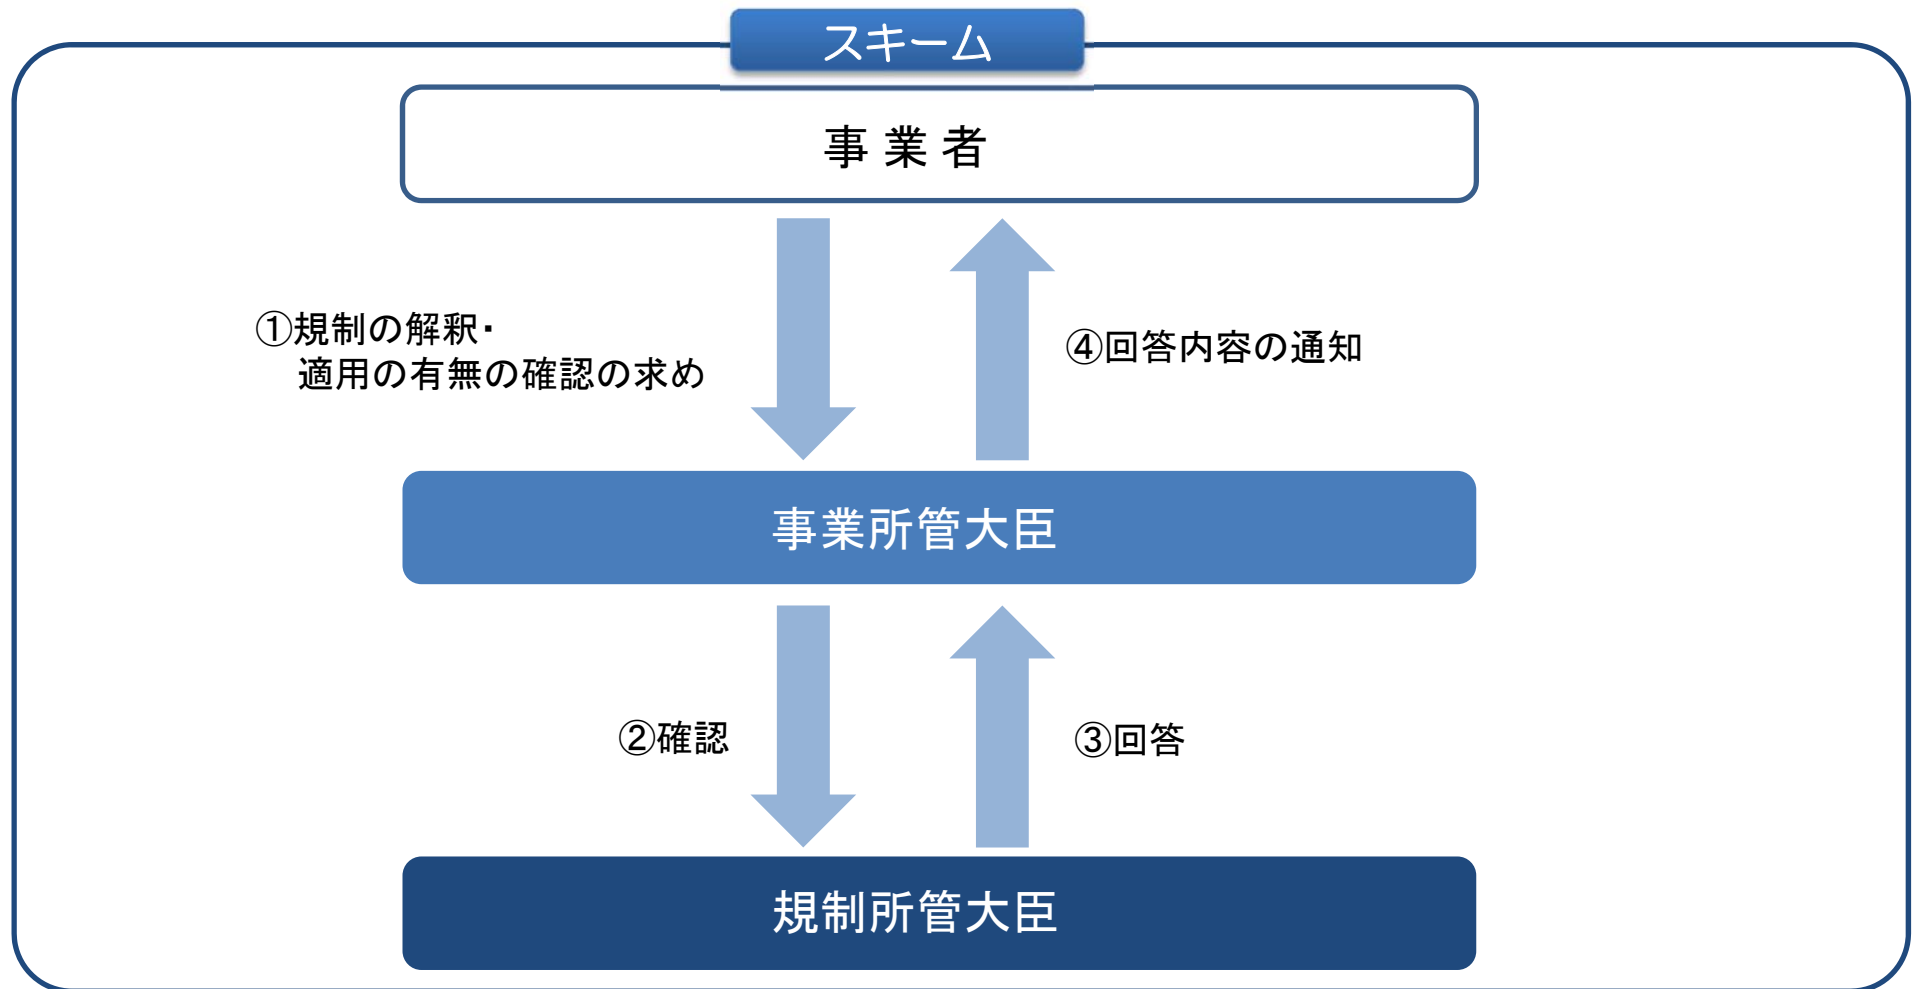 スキーム
事 業 者
①規制の解釈・
適用の有無の確認の求め
④回答内容の通知
事業所管大臣
②確認
③回答
規制所管大臣